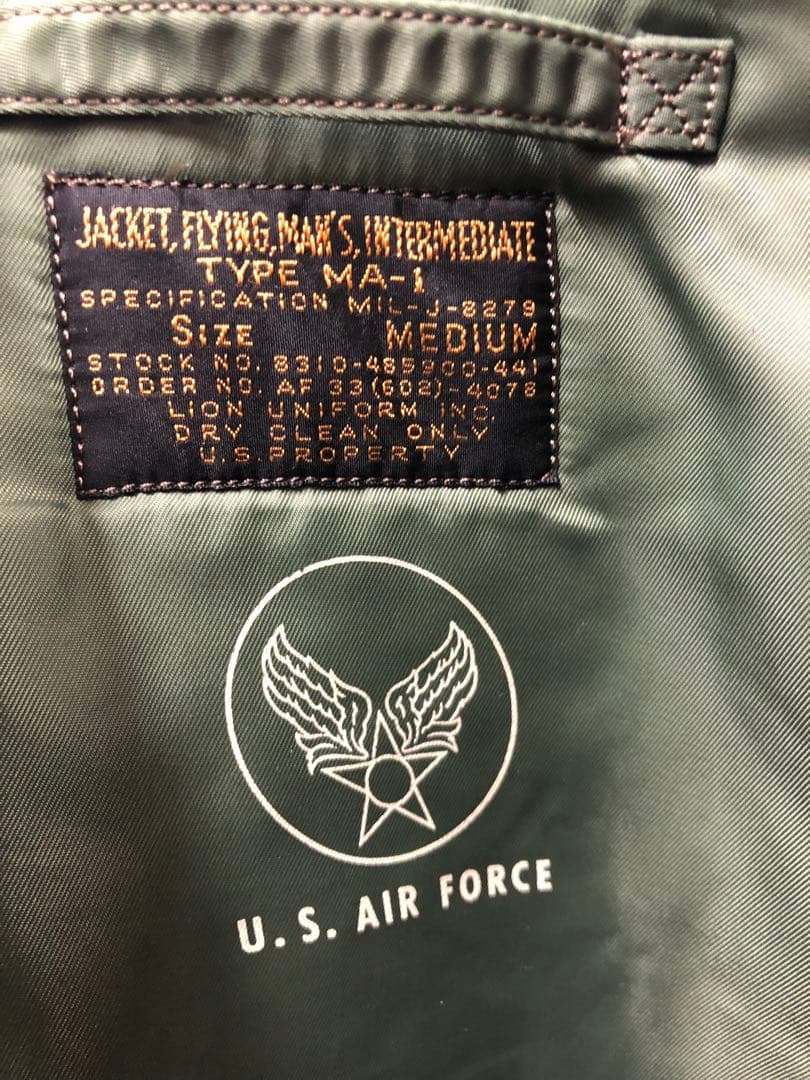 JACKET, FLYING, MAN'S, INTERMEDIATE
TYPE MA-1
SPECIFICATION MIL-J-8279
SIZE MEDIUM
STOCK NO. 8310-485900-441
ORDER NO. AF 33(602)-4078
LION UNIFORM INC.
DRY CLEAN ONLY
U.S. PROPERTY
U.S. AIR FORCE